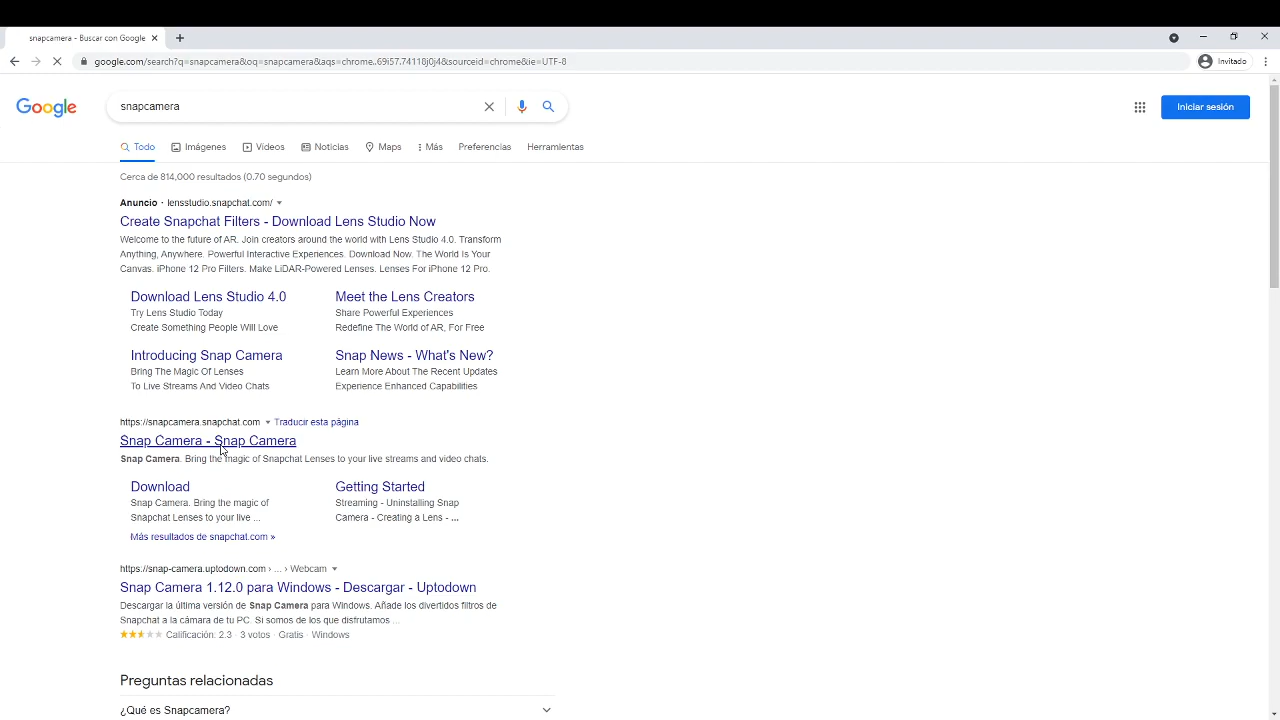 snapcamera - Buscar con Google
google.com/search?q=snapcamera&oq=snapcamera&aqs=chrome..69i57.74118j0j4&sourceid=chrome&ie=UTF-8
Invitado
Google
snapcamera
Iniciar sesión
Todo Imágenes Videos Noticias Maps Más Preferencias Herramientas
Cerca de 814,000 resultados (0.70 segundos)
Anuncio · lensstudio.snapchat.com/
Create Snapchat Filters - Download Lens Studio Now
Welcome to the future of AR. Join creators around the world with Lens Studio 4.0. Transform
Anything, Anywhere. Powerful Interactive Experiences. Download Now. The World Is Your
Canvas. iPhone 12 Pro Filters. Make LiDAR-Powered Lenses. Lenses For iPhone 12 Pro.
Download Lens Studio 4.0
Try Lens Studio Today
Create Something People Will Love
Meet the Lens Creators
Share Powerful Experiences
Redefine The World of AR, For Free
Introducing Snap Camera
Bring The Magic Of Lenses
To Live Streams And Video Chats
Snap News - What's New?
Learn More About The Recent Updates
Experience Enhanced Capabilities
https://snapcamera.snapchat.com Traducir esta página
Snap Camera - Snap Camera
Snap Camera. Bring the magic of Snapchat Lenses to your live streams and video chats.
Download
Snap Camera. Bring the magic of
Snapchat Lenses to your live ...
Getting Started
Streaming - Uninstalling Snap
Camera - Creating a Lens - ...
Más resultados de snapchat.com »
https://snap-camera.uptodown.com › ... › Webcam
Snap Camera 1.12.0 para Windows - Descargar - Uptodown
Descargar la última versión de Snap Camera para Windows. Añade los divertidos filtros de
Snapchat a la cámara de tu PC. Si somos de los que disfrutamos ...
Calificación: 2.3 · 3 votos · Gratis · Windows
Preguntas relacionadas
¿Qué es Snapcamera?